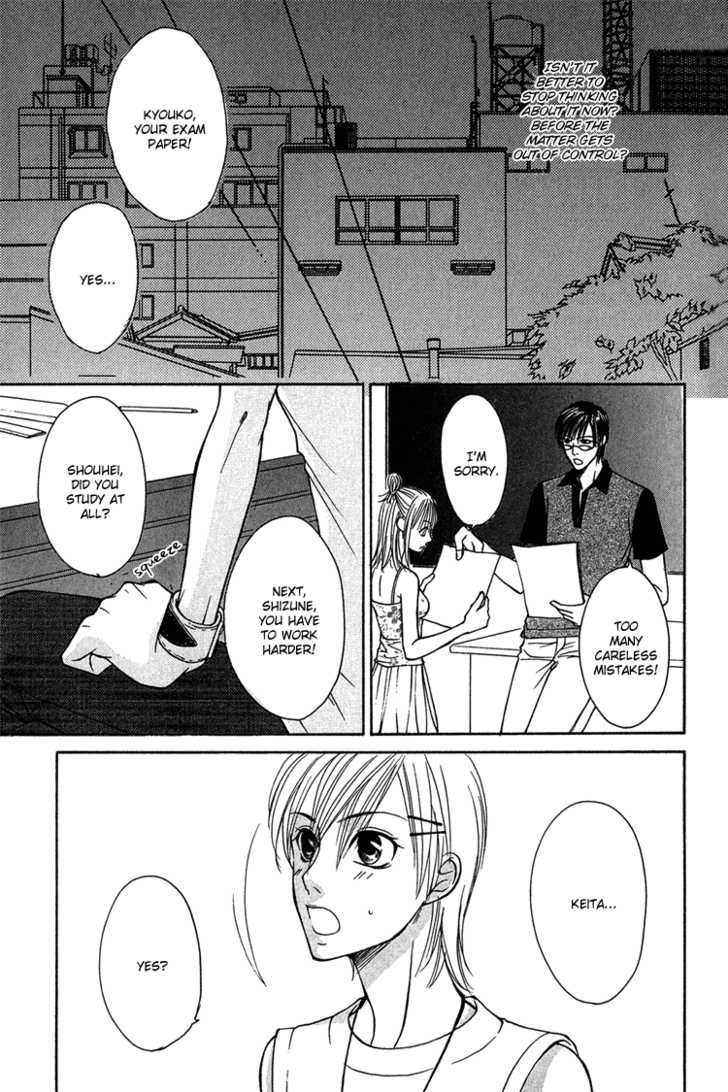 ISN'T IT
BETTER TO
STOP THINKING
ABOUT IT NOW?
BEFORE THE
MATTER GETS
OUT OF CONTROL?
KYOUKO,
YOUR EXAM
PAPER!
YES...
I'M
SORRY.
TOO
MANY
CARELESS
MISTAKES!
SHOUHEI,
DID YOU
STUDY AT
ALL?
squeeze
NEXT,
SHIZUNE,
YOU HAVE
TO WORK
HARDER!
KEITA...
YES?